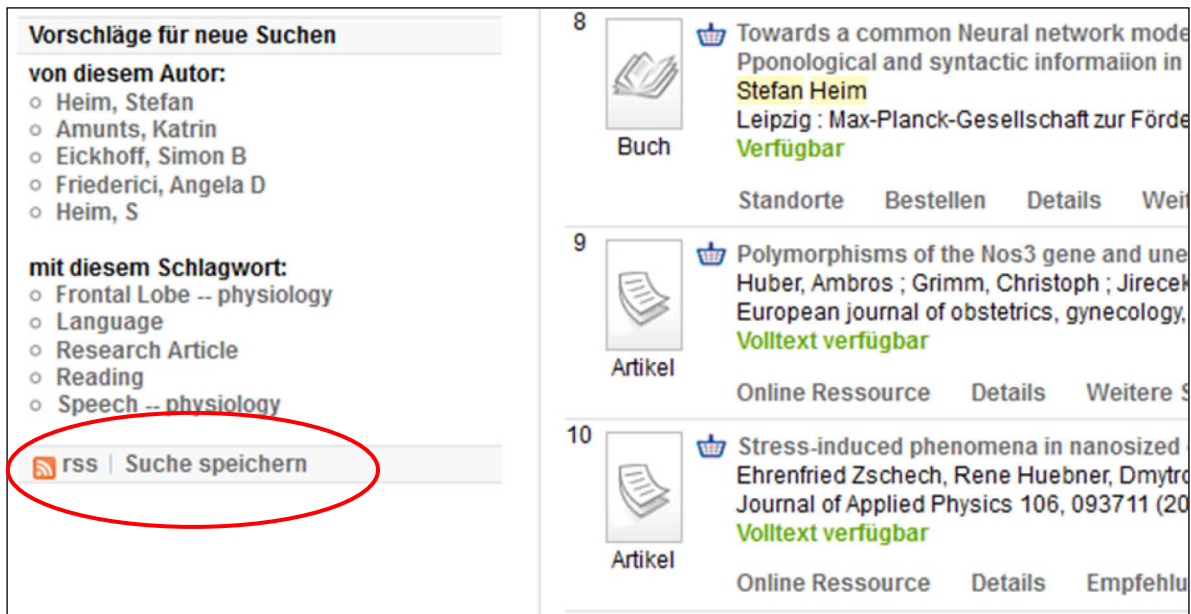 Vorschläge für neue Suchen
von diesem Autor:
Heim, Stefan
Amunts, Katrin
Eickhoff, Simon B
Friederici, Angela D
Heim, S
mit diesem Schlagwort:
Frontal Lobe -- physiology
Language
Research Article
Reading
Speech -- physiology
rss | Suche speichern
8
Buch
Towards a common Neural network mode
Pponological and syntactic informaiion in
Stefan Heim
Leipzig : Max-Planck-Gesellschaft zur Förde
Verfügbar
Standorte Bestellen Details Weit
9
Artikel
Polymorphisms of the Nos3 gene and une
Huber, Ambros ; Grimm, Christoph ; Jirecek
European journal of obstetrics, gynecology,
Volltext verfügbar
Online Ressource Details Weitere S
10
Artikel
Stress-induced phenomena in nanosized
Ehrenfried Zschech, Rene Huebner, Dmytro
Journal of Applied Physics 106, 093711 (20
Volltext verfügbar
Online Ressource Details Empfehlu